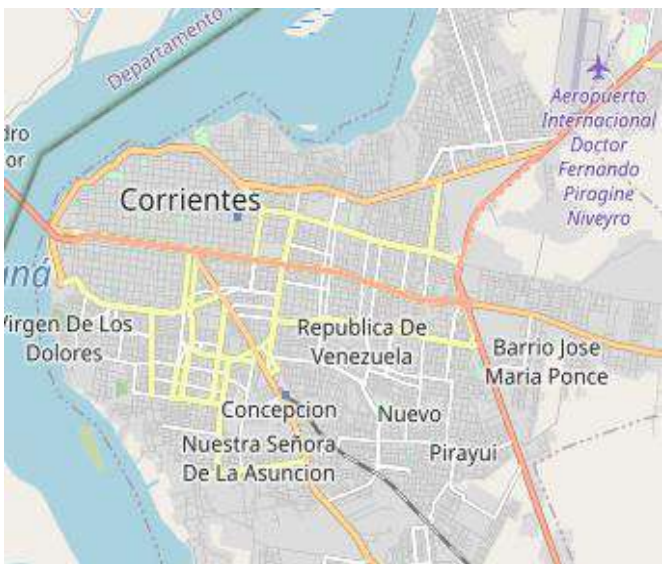 Departamento
Aeropuerto
Internacional
Doctor
Fernando
Piragine
Niveyro
dro
or
Corrientes
ná
Virgen De Los
Dolores
Republica De
Venezuela
Barrio Jose
Maria Ponce
Concepcion
Nuevo
Nuestra Señora
De La Asuncion
Pirayui